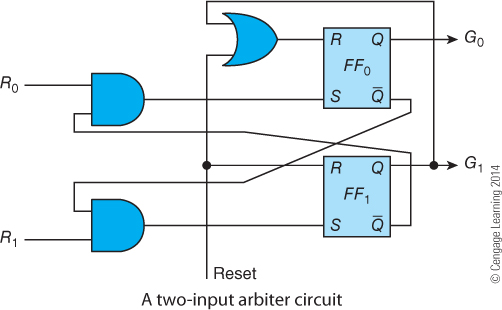 R Q G0
FF0
R0
S Q̅
R Q G1
FF1
R1
S Q̅
Reset
A two-input arbiter circuit
© Cengage Learning 2014